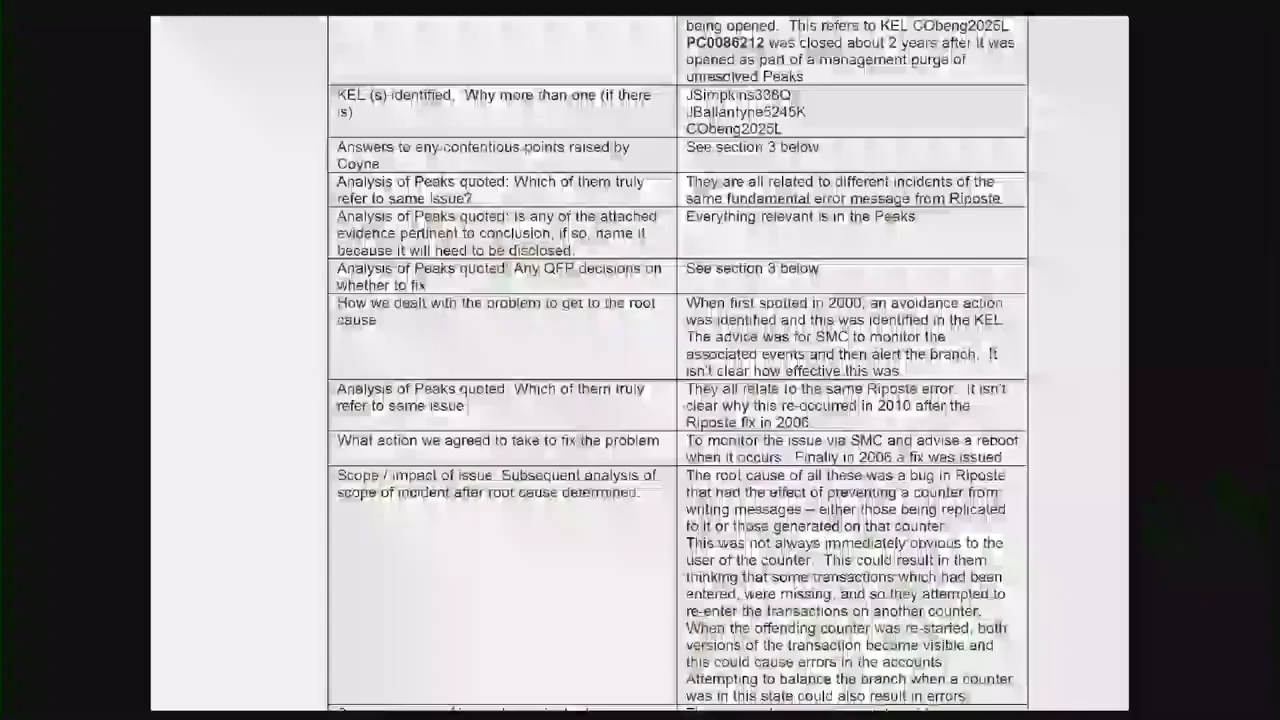 being opened. This refers to KEL CObeng2025L
PC0086212 was closed about 2 years after it was
opened as part of a management purge of
unresolved Peaks
KEL (s) identified. Why more than one (if there
is)
JSimpkins338Q
JBallantyne5245K
CObeng2025L
Answers to any contentious points raised by
Coyne
See section 3 below
Analysis of Peaks quoted: Which of them truly
refer to same issue?
They are all related to different incidents of the
same fundamental error message from Riposte.
Analysis of Peaks quoted: is any of the attached
evidence pertinent to conclusion, if so, name it
because it will need to be disclosed.
Everything relevant is in the Peaks
Analysis of Peaks quoted: Any QFP decisions on
whether to fix
See section 3 below
How we dealt with the problem to get to the root
cause
When first spotted in 2000, an avoidance action
was identified and this was identified in the KEL.
The advice was for SMC to monitor the
associated events and then alert the branch. It
isn't clear how effective this was.
Analysis of Peaks quoted: Which of them truly
refer to same issue
They all relate to the same Riposte error. It isn't
clear why this re-occurred in 2010 after the
Riposte fix in 2006.
What action we agreed to take to fix the problem
To monitor the issue via SMC and advise a reboot
when it occurs. Finally in 2006 a fix was issued
Scope / impact of issue. Subsequent analysis of
scope of incident after root cause determined.
The root cause of all these was a bug in Riposte
that had the effect of preventing a counter from
writing messages – either those being replicated
to it or those generated on that counter.
This was not always immediately obvious to the
user of the counter. This could result in them
thinking that some transactions which had been
entered, were missing, and so they attempted to
re-enter the transactions on another counter.
When the offending counter was re-started, both
versions of the transaction became visible and
this could cause errors in the accounts
Attempting to balance the branch when a counter
was in this state could also result in errors